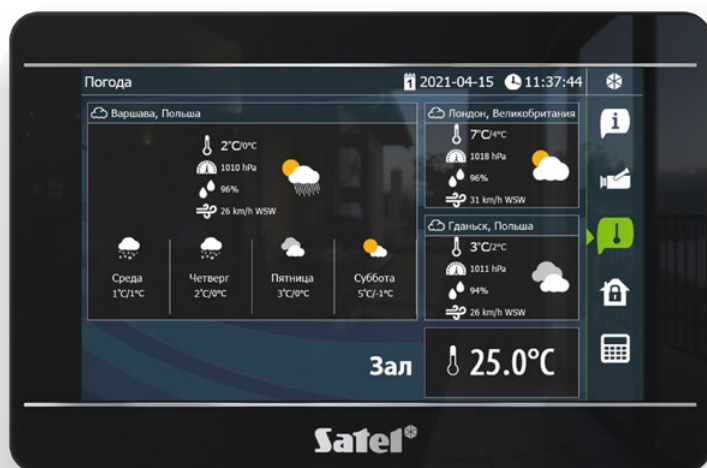 Погода
1 2021-04-15 11:37:44
Варшава, Польша
2°C/0°C
1010 hPa
96%
26 km/h WSW
Среда
1°C/1°C
Четверг
2°C/0°C
Пятница
3°C/0°C
Суббота
5°C/-1°C
Лондон, Великобритания
7°C/4°C
1018 hPa
96%
31 km/h WSW
Гданьск, Польша
3°C/2°C
1011 hPa
94%
26 km/h WSW
Зал
25.0°C
i
Satel